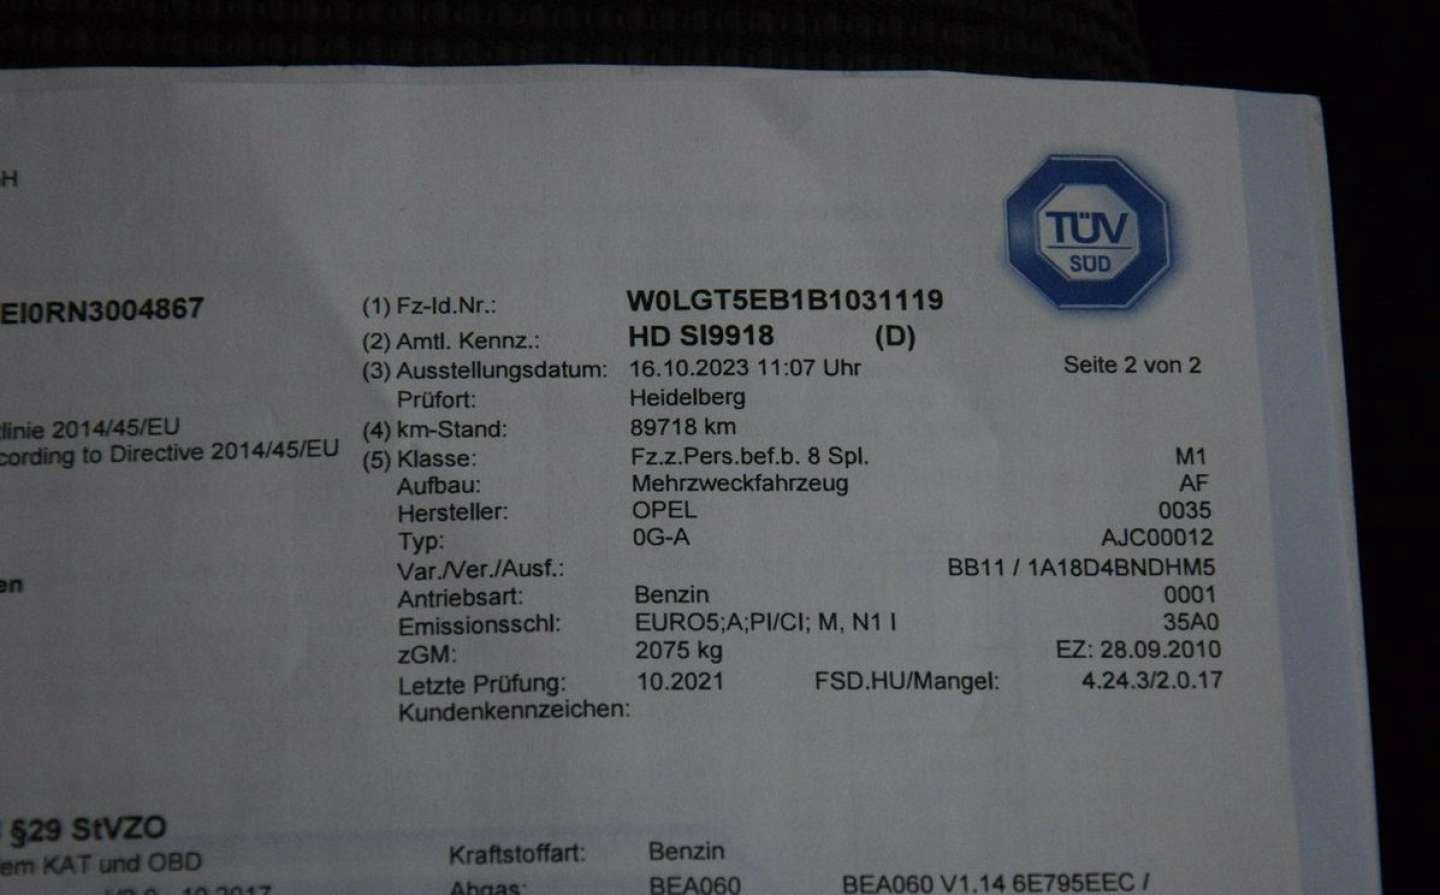 H
TÜV
SÜD
EI0RN3004867 (1) Fz-Id.Nr.: W0LGT5EB1B1031119
(2) Amtl. Kennz.: HD SI9918 (D)
(3) Ausstellungsdatum: 16.10.2023 11:07 Uhr Seite 2 von 2
Prüfort: Heidelberg
linie 2014/45/EU (4) km-Stand: 89718 km
cording to Directive 2014/45/EU (5) Klasse: Fz.z.Pers.bef.b. 8 Spl. M1
Aufbau: Mehrzweckfahrzeug AF
Hersteller: OPEL 0035
Typ: 0G-A AJC00012
en Var./Ver./Ausf.: BB11 / 1A18D4BNDHM5
Antriebsart: Benzin 0001
Emissionsschl: EURO5;A;PI/CI; M, N1 I 35A0
zGM: 2075 kg EZ: 28.09.2010
Letzte Prüfung: 10.2021 FSD.HU/Mangel: 4.24.3/2.0.17
Kundenkennzeichen:
§29 StVZO
em KAT und OBD Kraftstoffart: Benzin
10.2017 Abgas: BEA060 BEA060 V1.14 6E795EEC /